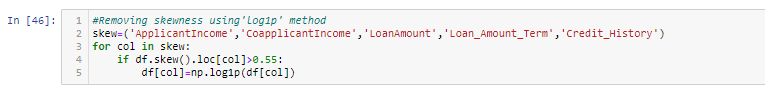 In [46]:
1 #Removing skewness using'log1p' method
2 skew=('ApplicantIncome','CoapplicantIncome','LoanAmount','Loan_Amount_Term','Credit_History')
3 for col in skew:
4     if df.skew().loc[col]>0.55:
5         df[col]=np.log1p(df[col])